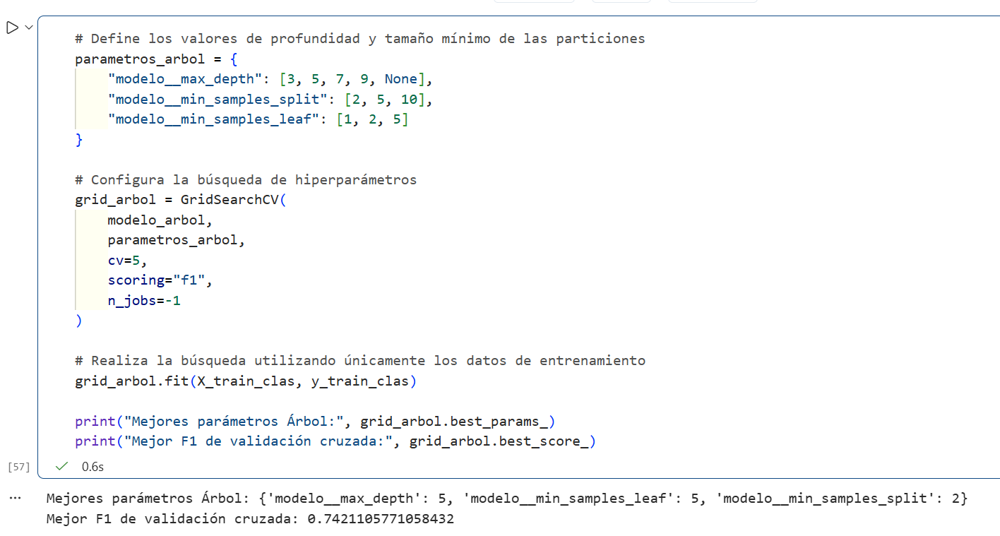 # Define los valores de profundidad y tamaño mínimo de las particiones
parametros_arbol = {
    "modelo__max_depth": [3, 5, 7, 9, None],
    "modelo__min_samples_split": [2, 5, 10],
    "modelo__min_samples_leaf": [1, 2, 5]
}

# Configura la búsqueda de hiperparámetros
grid_arbol = GridSearchCV(
    modelo_arbol,
    parametros_arbol,
    cv=5,
    scoring="f1",
    n_jobs=-1
)

# Realiza la búsqueda utilizando únicamente los datos de entrenamiento
grid_arbol.fit(X_train_clas, y_train_clas)

print("Mejores parámetros Árbol:", grid_arbol.best_params_)
print("Mejor F1 de validación cruzada:", grid_arbol.best_score_)
[57] 0.6s
... Mejores parámetros Árbol: {'modelo__max_depth': 5, 'modelo__min_samples_leaf': 5, 'modelo__min_samples_split': 2}
Mejor F1 de validación cruzada: 0.7421105771058432